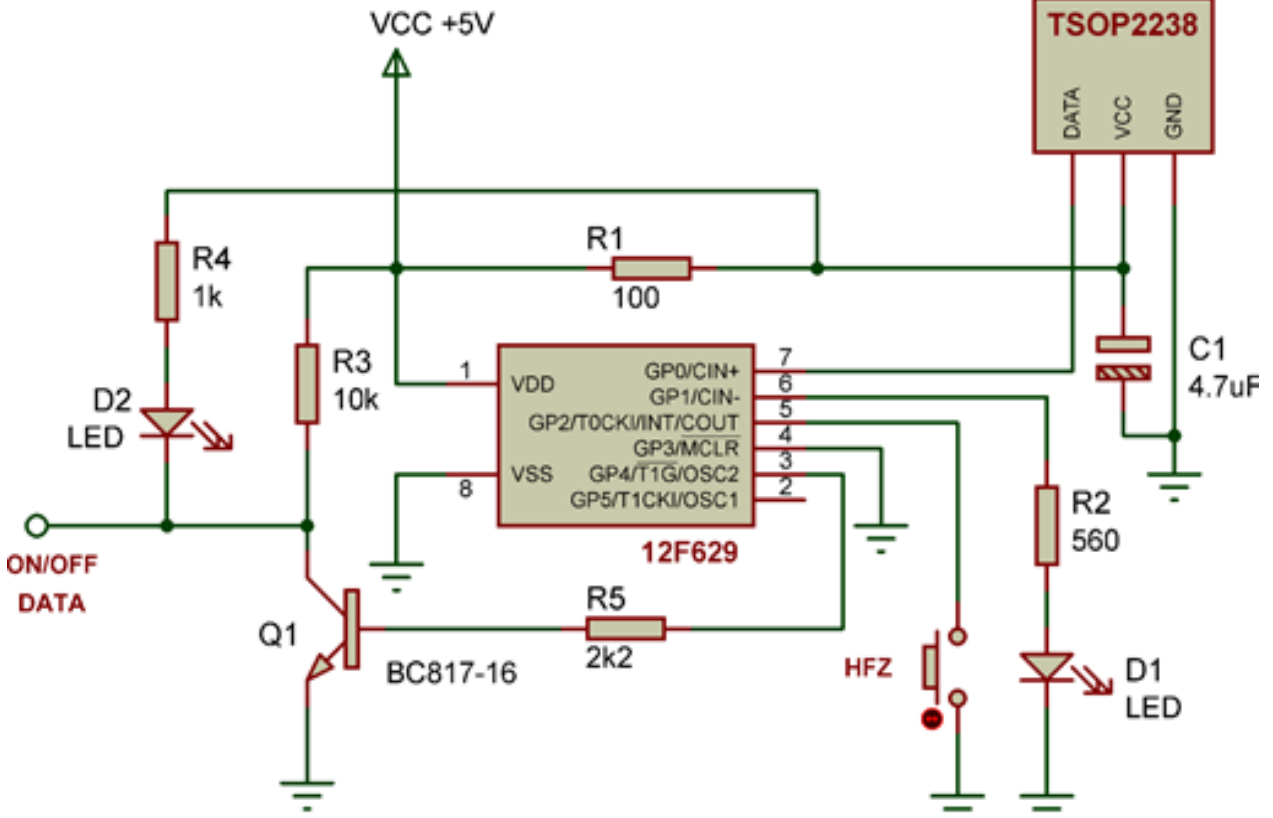 VCC +5V
TSOP2238
DATA
VCC
GND
R4
1k
R1
100
R3
10k
D2
LED
C1
4.7uF
1
VDD
GP0/CIN+
7
GP1/CIN-
6
GP2/T0CKI/INT/COUT
5
GP3/MCLR
4
8
VSS
GP4/T1G/OSC2
3
GP5/T1CKI/OSC1
2
12F629
R2
560
ON/OFF
DATA
Q1
BC817-16
R5
2k2
HFZ
D1
LED